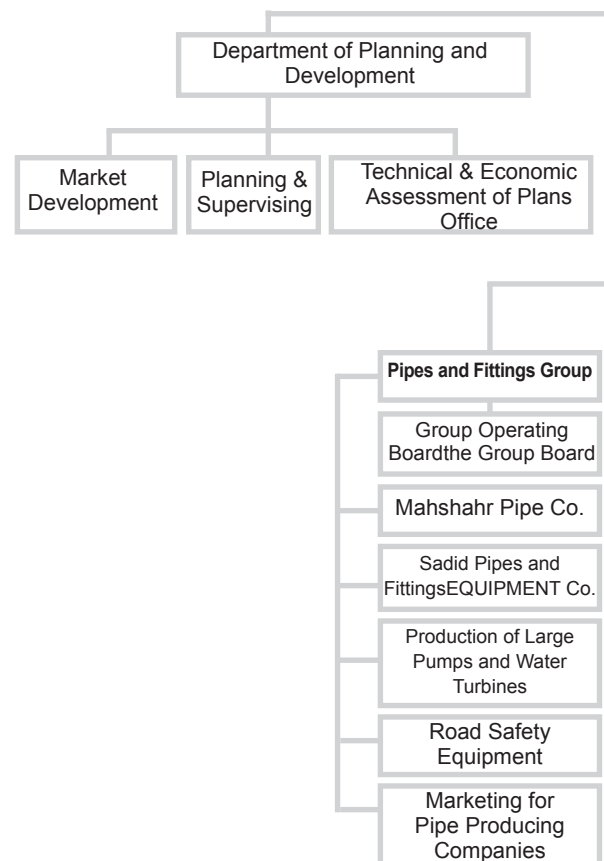 Department of Planning and
Development
Market
Development
Planning &
Supervising
Technical & Economic
Assessment of Plans
Office
Pipes and Fittings Group
Group Operating
Boardthe Group Board
Mahshahr Pipe Co.
Sadid Pipes and
FittingsEQUIPMENT Co.
Production of Large
Pumps and Water
Turbines
Road Safety
Equipment
Marketing for
Pipe Producing
Companies